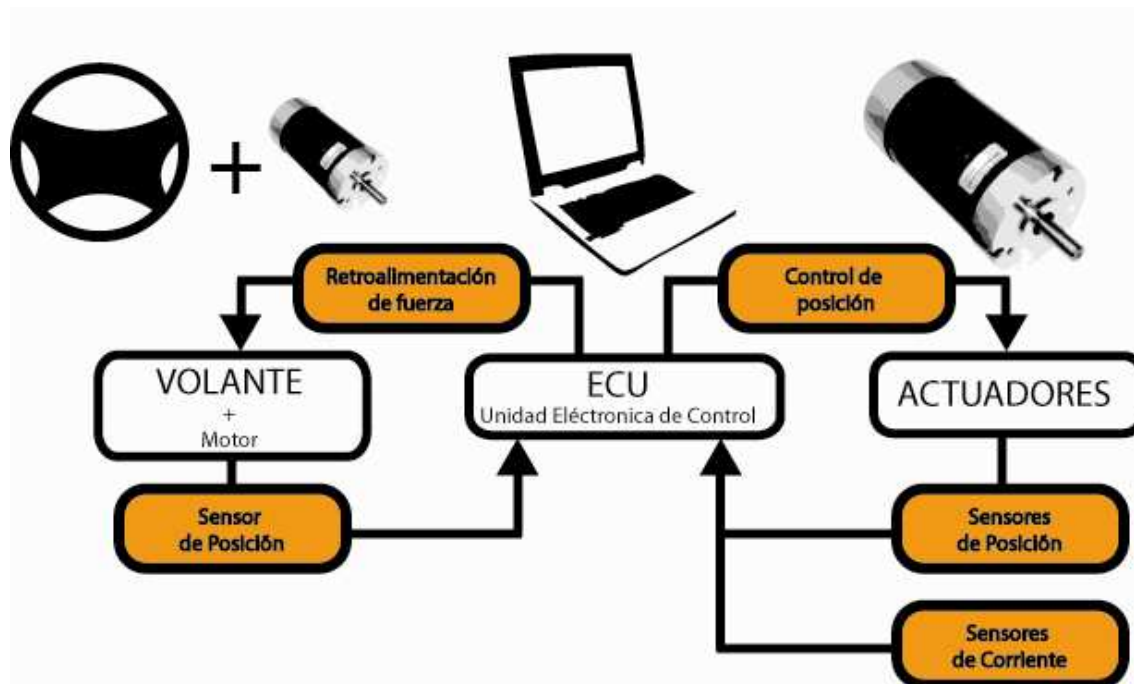 Retroalimentación
de fuerza
Control de
posición
VOLANTE
+
Motor
ECU
Unidad Eléctronica de Control
ACTUADORES
Sensor
de Posición
Sensores
de Posición
Sensores
de Corriente